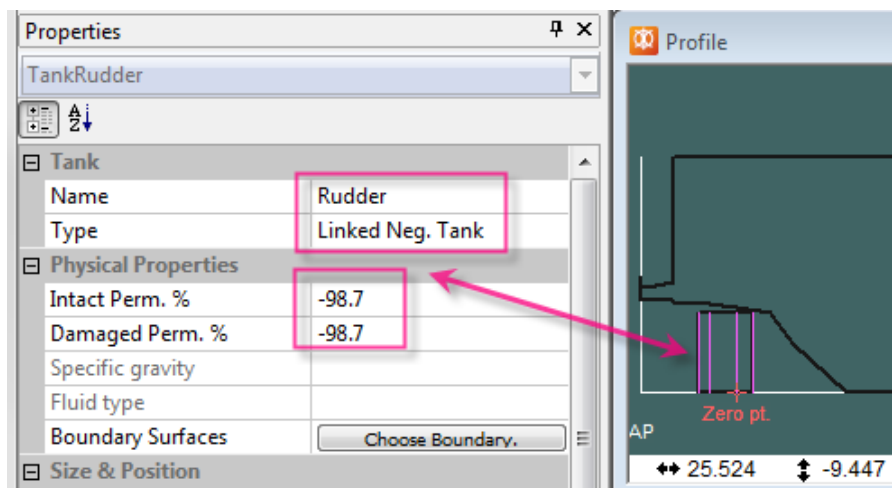 Properties
TankRudder
Tank
Name Rudder
Type Linked Neg. Tank
Physical Properties
Intact Perm. % -98.7
Damaged Perm. % -98.7
Specific gravity
Fluid type
Boundary Surfaces Choose Boundary.
Size & Position
Profile
Zero pt.
AP
25.524 -9.447